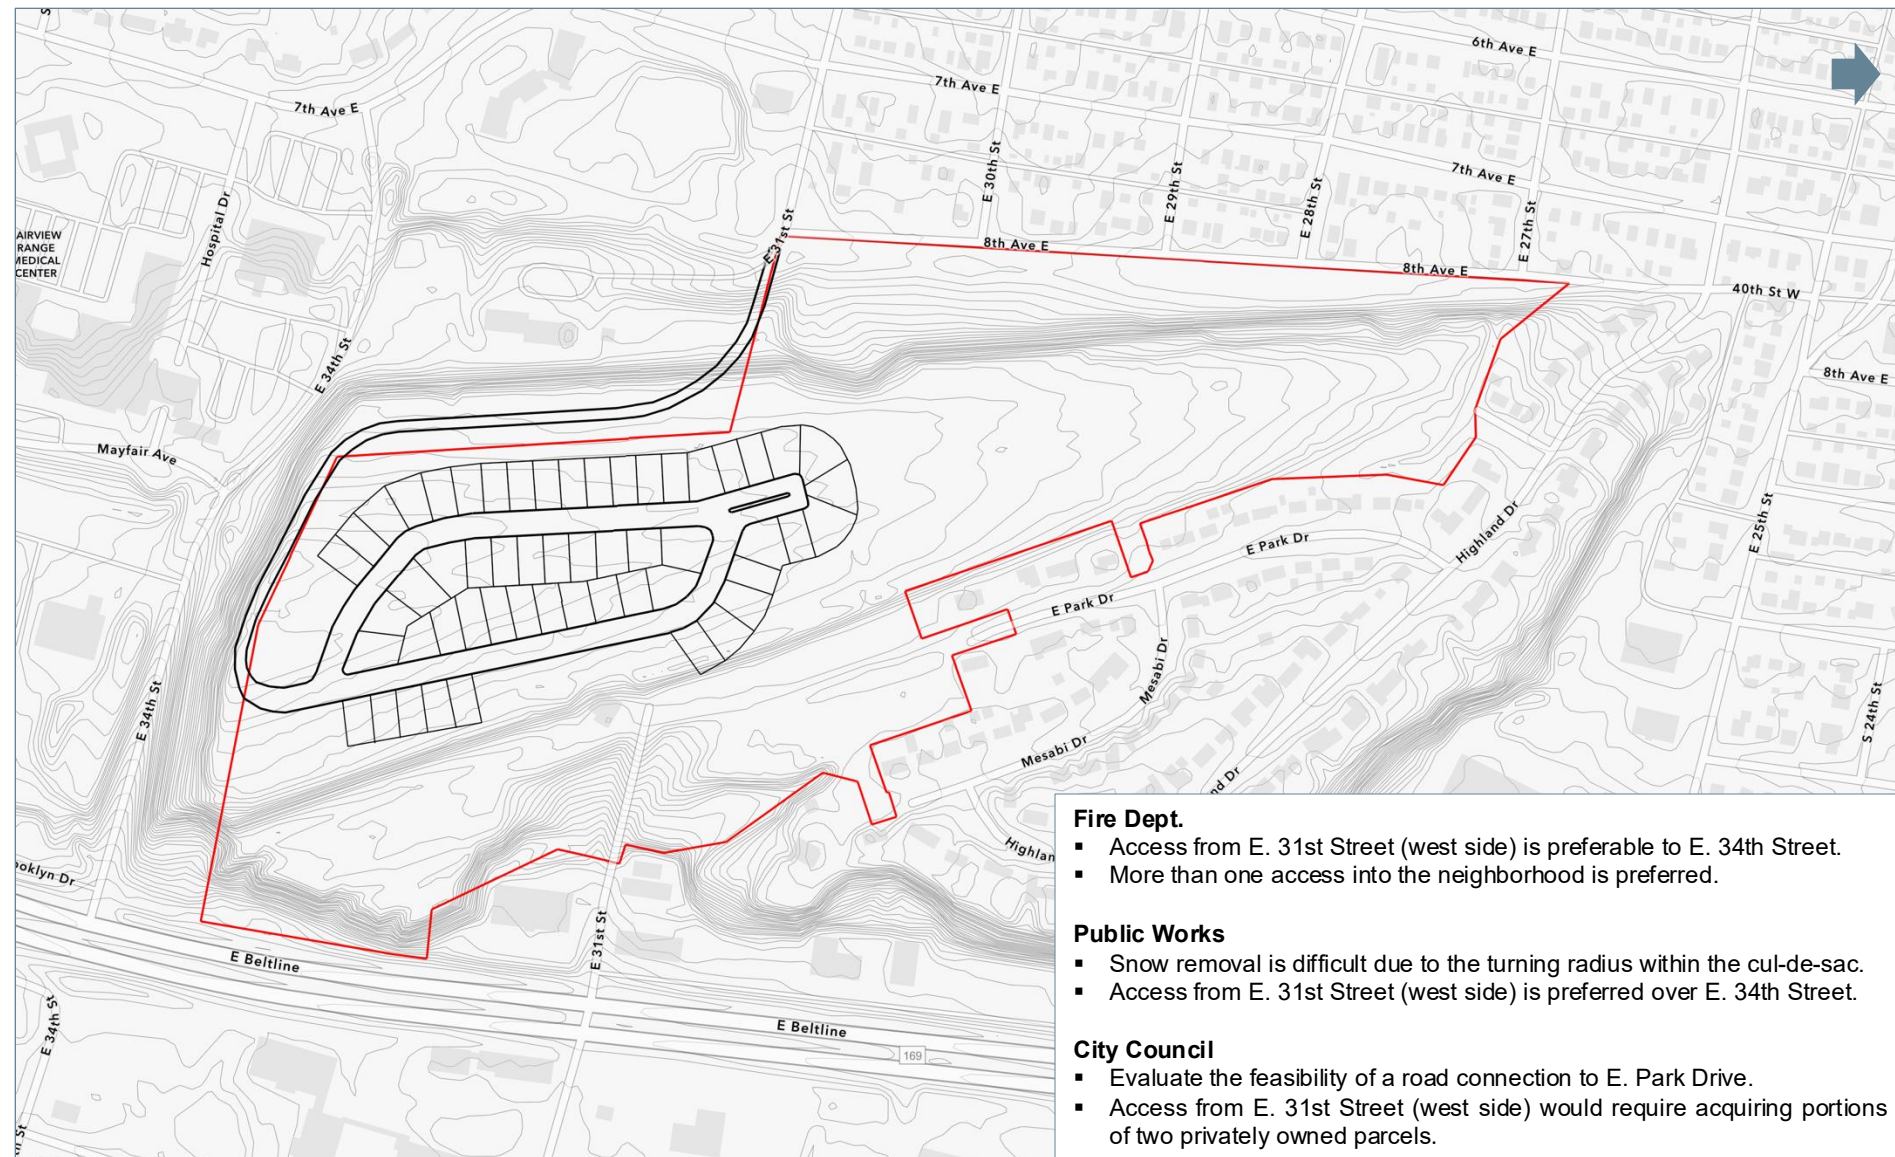 S
6th Ave E
7th Ave E
7th Ave E
7th Ave E
E 30th St
E 29th St
E 28th St
E 27th St
Hospital Dr
E 31st St
AIRVIEW
RANGE
MEDICAL
CENTER
8th Ave E
8th Ave E
40th St W
E 34th St
8th Ave E
Mayfair Ave
E 25th St
Highland Dr
E Park Dr
E Park Dr
Mesabi Dr
E 34th St
S 24th St
Mesabi Dr
nd Dr
Highlan
ooklyn Dr
E 31st St
E Beltline
E 34th St
E Beltline
169
St
Fire Dept.
▪ Access from E. 31st Street (west side) is preferable to E. 34th Street.
▪ More than one access into the neighborhood is preferred.
Public Works
▪ Snow removal is difficult due to the turning radius within the cul-de-sac.
▪ Access from E. 31st Street (west side) is preferred over E. 34th Street.
City Council
▪ Evaluate the feasibility of a road connection to E. Park Drive.
▪ Access from E. 31st Street (west side) would require acquiring portions
of two privately owned parcels.